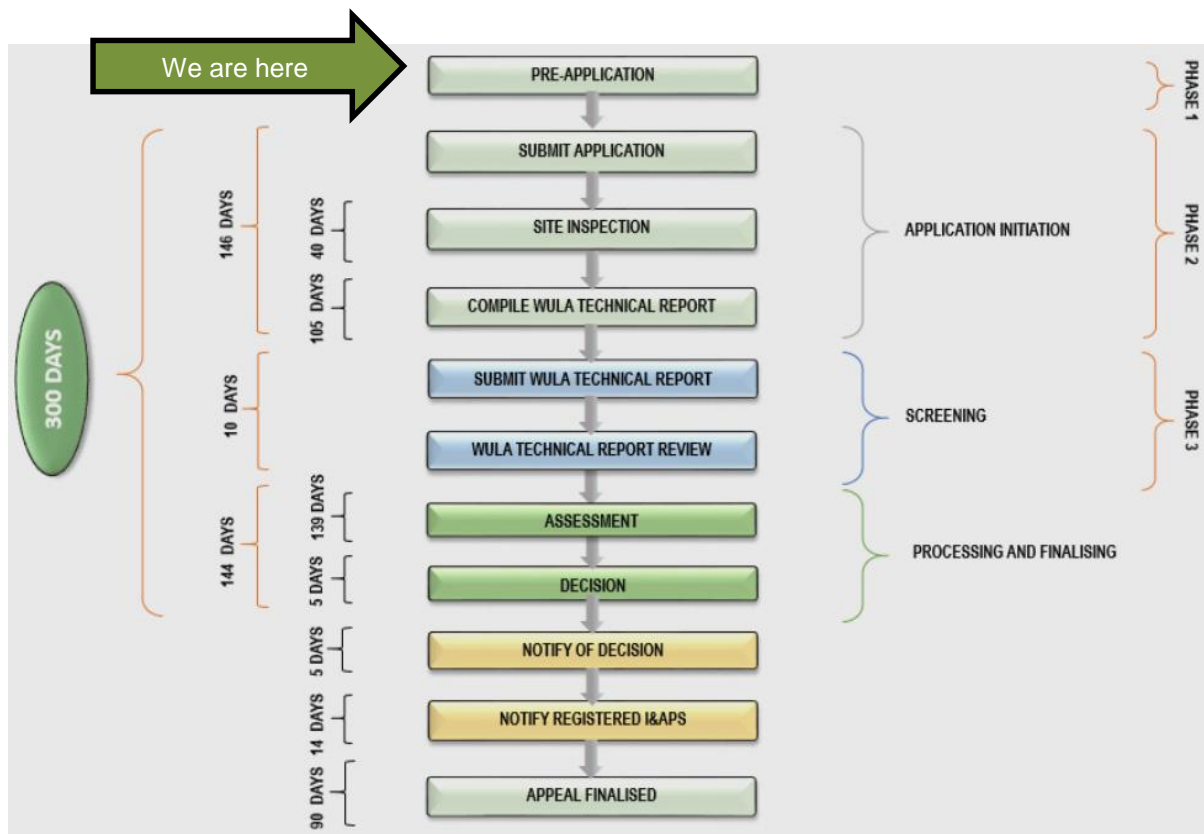 We are here
PRE-APPLICATION
PHASE 1
SUBMIT APPLICATION
146 DAYS
40 DAYS
SITE INSPECTION
APPLICATION INITIATION
PHASE 2
105 DAYS
COMPILE WULA TECHNICAL REPORT
300 DAYS
10 DAYS
SUBMIT WULA TECHNICAL REPORT
SCREENING
PHASE 3
WULA TECHNICAL REPORT REVIEW
144 DAYS
139 DAYS
ASSESSMENT
PROCESSING AND FINALISING
5 DAYS
DECISION
5 DAYS
NOTIFY OF DECISION
14 DAYS
NOTIFY REGISTERED I&APS
90 DAYS
APPEAL FINALISED